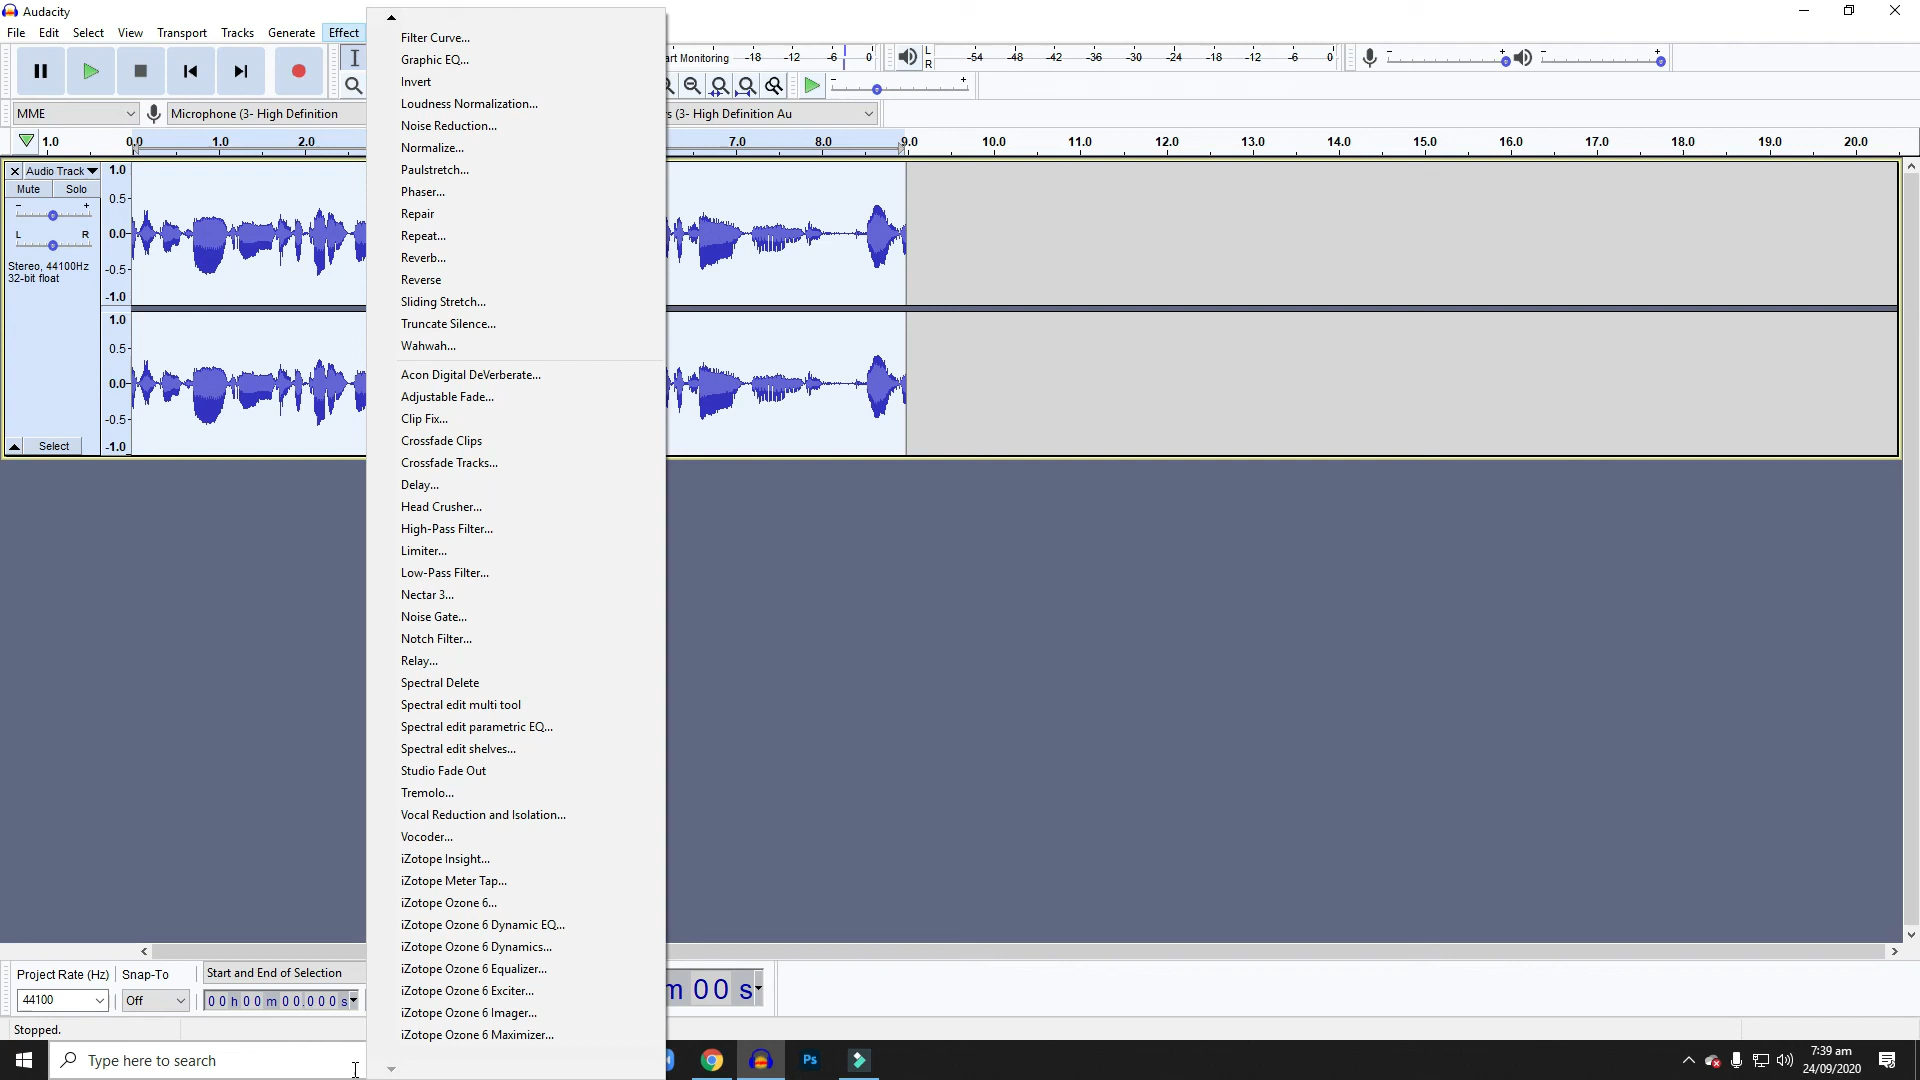 Audacity
File Edit Select View Transport Tracks Generate Effect
art Monitoring -18 -12 -6 0
L
R
-54 -48 -42 -36 -30 -24 -18 -12 -6 0
MME
Microphone (3- High Definition
s (3- High Definition Au
1.0 0.0 1.0 2.0 7.0 8.0 9.0 10.0 11.0 12.0 13.0 14.0 15.0 16.0 17.0 18.0 19.0 20.0
Audio Track
Mute Solo
- +
L R
Stereo, 44100Hz
32-bit float
Select
1.0
0.5
0.0
-0.5
-1.0
1.0
0.5
0.0
-0.5
-1.0
Filter Curve...
Graphic EQ...
Invert
Loudness Normalization...
Noise Reduction...
Normalize...
Paulstretch...
Phaser...
Repair
Repeat...
Reverb...
Reverse
Sliding Stretch...
Truncate Silence...
Wahwah...
Acon Digital DeVerberate...
Adjustable Fade...
Clip Fix...
Crossfade Clips
Crossfade Tracks...
Delay...
Head Crusher...
High-Pass Filter...
Limiter...
Low-Pass Filter...
Nectar 3...
Noise Gate...
Notch Filter...
Relay...
Spectral Delete
Spectral edit multi tool
Spectral edit parametric EQ...
Spectral edit shelves...
Studio Fade Out
Tremolo...
Vocal Reduction and Isolation...
Vocoder...
iZotope Insight...
iZotope Meter Tap...
iZotope Ozone 6...
iZotope Ozone 6 Dynamic EQ...
iZotope Ozone 6 Dynamics...
iZotope Ozone 6 Equalizer...
iZotope Ozone 6 Exciter...
iZotope Ozone 6 Imager...
iZotope Ozone 6 Maximizer...
Project Rate (Hz) Snap-To Start and End of Selection
44100 Off 00 h 00 m 00.000 s
m 00 s
Stopped.
Type here to search
Ps
7:39 am
24/09/2020